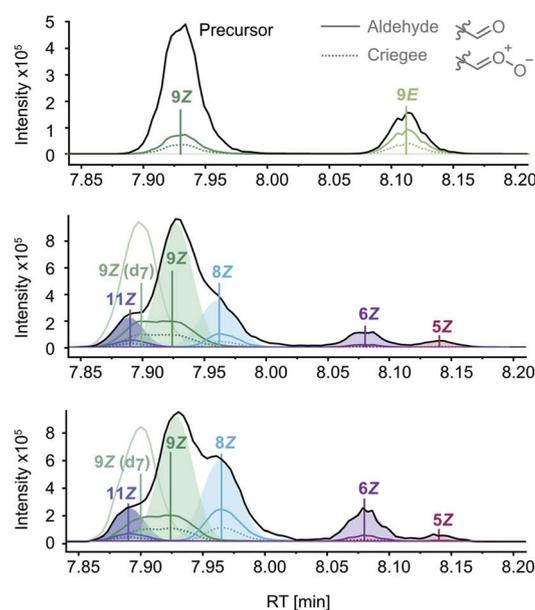 Precursor
Aldehyde
O
Criegee
O+
O-
9Z
9E
Intensity x10⁵
5
4
3
2
1
0
7.85 7.90 7.95 8.00 8.05 8.10 8.15 8.20
9Z (d7)
9Z
8Z
11Z
6Z
5Z
Intensity x10⁵
8
6
4
2
0
7.85 7.90 7.95 8.00 8.05 8.10 8.15 8.20
9Z (d7)
9Z
8Z
11Z
6Z
5Z
Intensity x10⁵
8
6
4
2
0
7.85 7.90 7.95 8.00 8.05 8.10 8.15 8.20
RT [min]